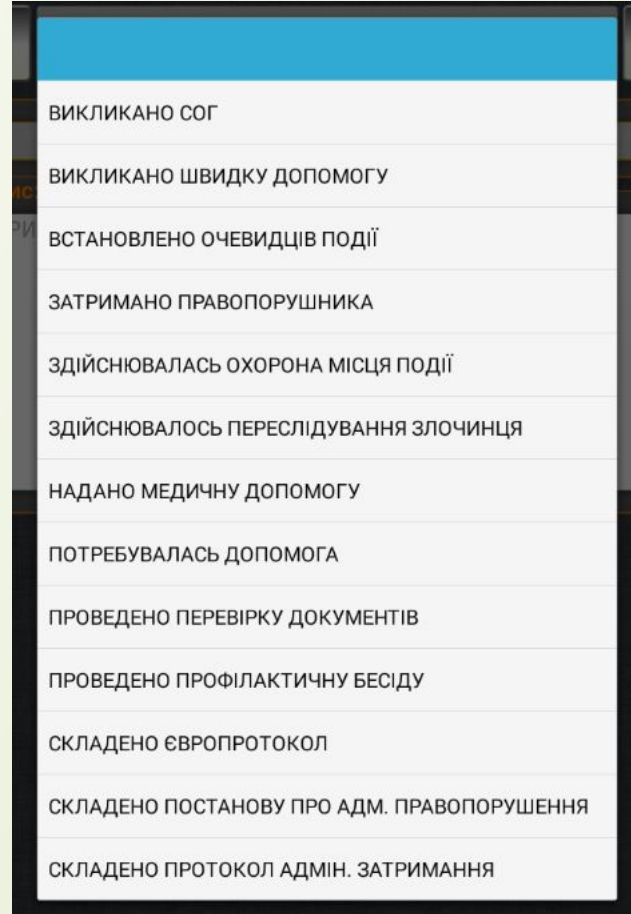 ВИКЛИКАНО СОГ
ВИКЛИКАНО ШВИДКУ ДОПОМОГУ
ВСТАНОВЛЕНО ОЧЕВИДЦІВ ПОДІЇ
ЗАТРИМАНО ПРАВОПОРУШНИКА
ЗДІЙСНЮВАЛАСЬ ОХОРОНА МІСЦЯ ПОДІЇ
ЗДІЙСНЮВАЛОСЬ ПЕРЕСЛІДУВАННЯ ЗЛОЧИНЦЯ
НАДАНО МЕДИЧНУ ДОПОМОГУ
ПОТРЕБУВАЛАСЬ ДОПОМОГА
ПРОВЕДЕНО ПЕРЕВІРКУ ДОКУМЕНТІВ
ПРОВЕДЕНО ПРОФІЛАКТИЧНУ БЕСІДУ
СКЛАДЕНО ЄВРОПРОТОКОЛ
СКЛАДЕНО ПОСТАНОВУ ПРО АДМ. ПРАВОПОРУШЕННЯ
СКЛАДЕНО ПРОТОКОЛ АДМІН. ЗАТРИМАННЯ